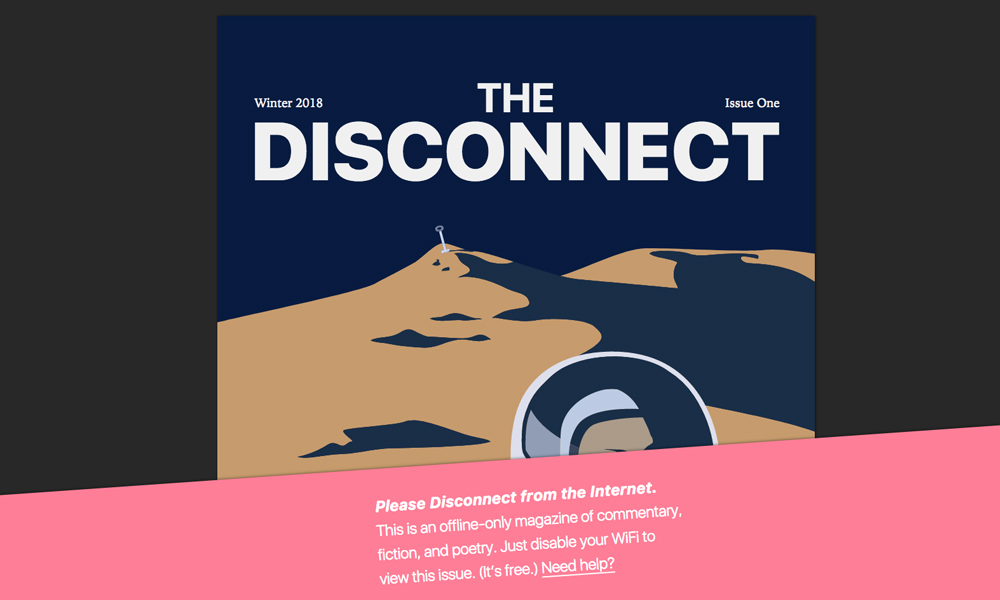 THE
Winter 2018
Issue One
DISCONNECT
Please Disconnect from the Internet.
This is an offline-only magazine of commentary,
fiction, and poetry. Just disable your WiFi to
view this issue. (It's free.) Need help?